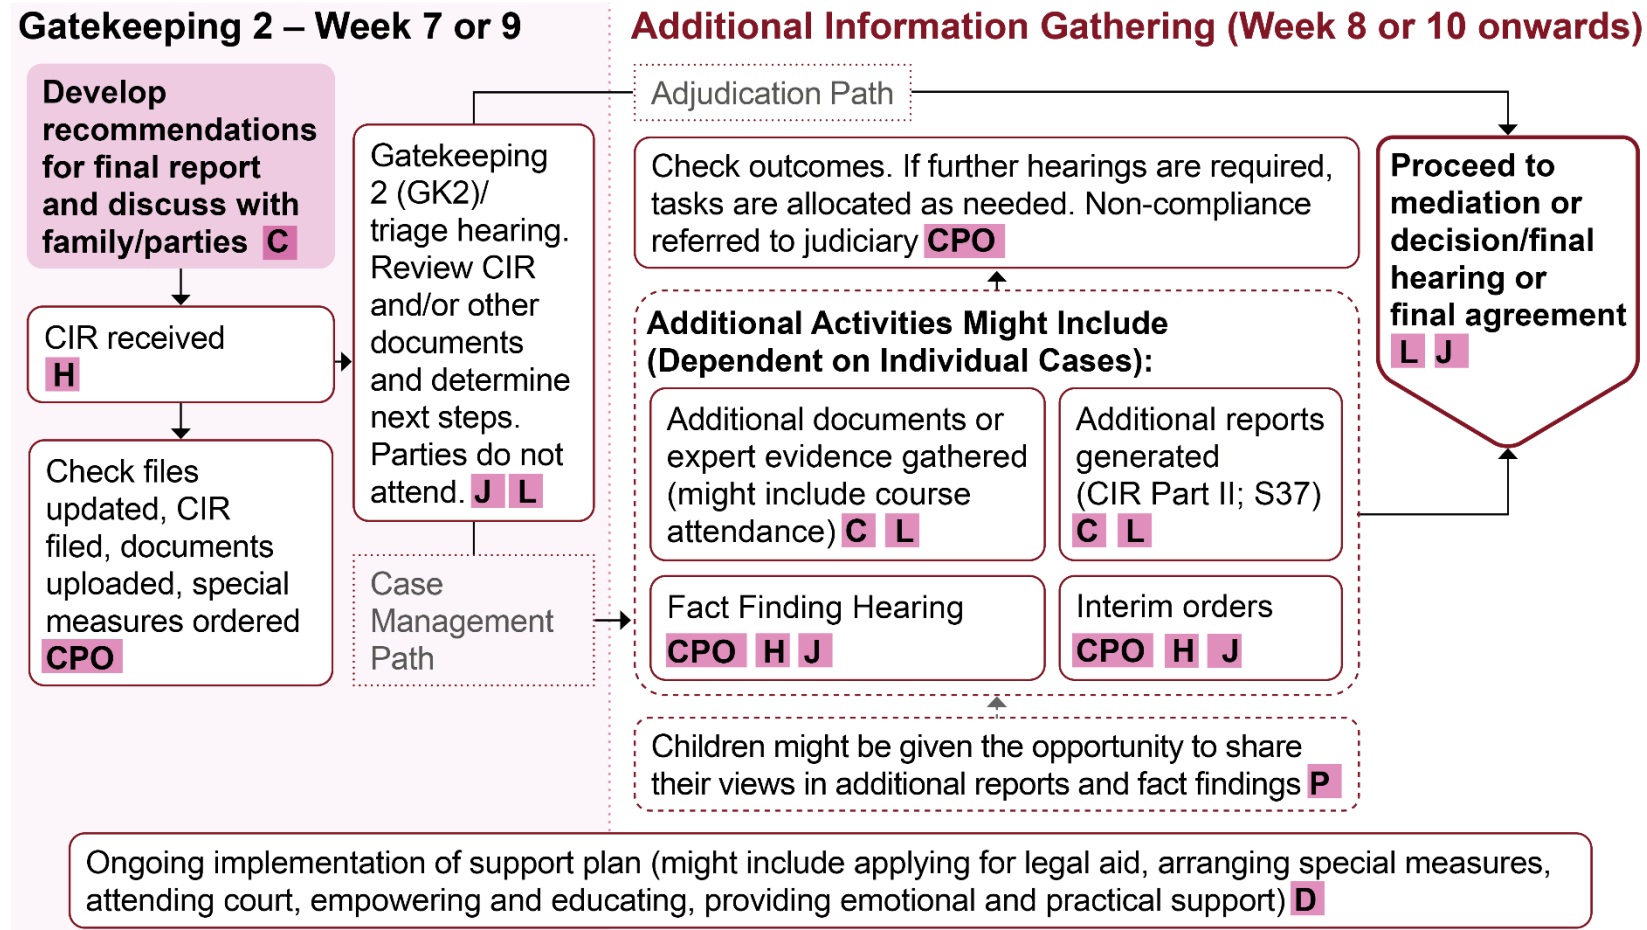 Gatekeeping 2 – Week 7 or 9
Develop
recommendations
for final report
and discuss with
family/parties C
CIR received
H
Check files
updated, CIR
filed, documents
uploaded, special
measures ordered
CPO
Gatekeeping
2 (GK2)/
triage hearing.
Review CIR
and/or other
documents
and determine
next steps.
Parties do not
attend. J L
Case
Management
Path
Additional Information Gathering (Week 8 or 10 onwards)
Adjudication Path
Check outcomes. If further hearings are required,
tasks are allocated as needed. Non-compliance
referred to judiciary CPO
Additional Activities Might Include
(Dependent on Individual Cases):
Additional documents or
expert evidence gathered
(might include course
attendance) C L
Additional reports
generated
(CIR Part II; S37)
C L
Fact Finding Hearing
CPO H J
Interim orders
CPO H J
Children might be given the opportunity to share
their views in additional reports and fact findings P
Proceed to
mediation or
decision/final
hearing or
final agreement
L J
Ongoing implementation of support plan (might include applying for legal aid, arranging special measures,
attending court, empowering and educating, providing emotional and practical support) D